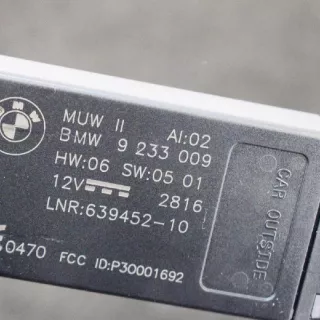 BMW
MUW II AI:02
BMW 9 233 009
HW:06 SW:05 01
12V 2816
LNR:639452-10
0470 FCC ID:P30001692
CAR OUTSIDE